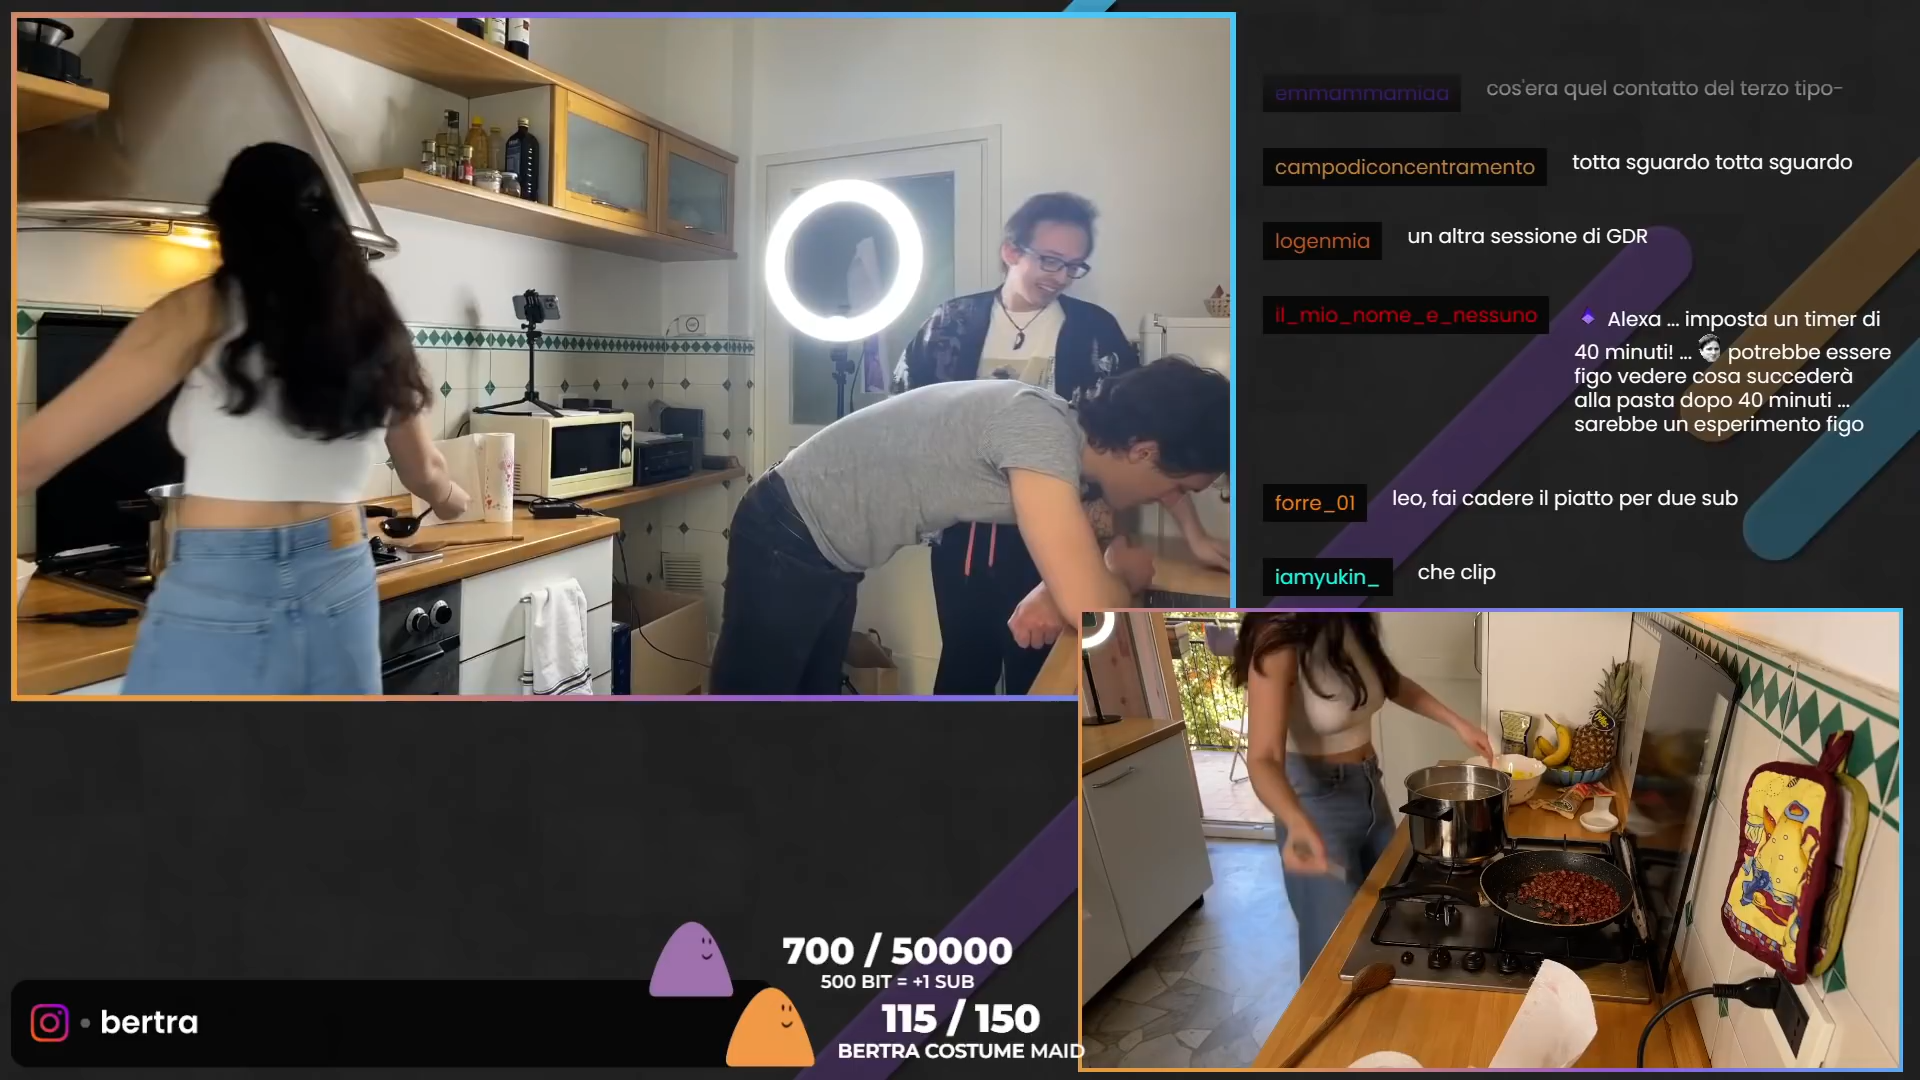 emmammamiaa cos'era quel contatto del terzo tipo-
campodiconcentramento totta sguardo totta sguardo
logenmia un altra sessione di GDR
il_mio_nome_e_nessuno Alexa ... imposta un timer di
40 minuti! ... potrebbe essere
figo vedere cosa succederà
alla pasta dopo 40 minuti ...
sarebbe un esperimento figo
forre_01 leo, fai cadere il piatto per due sub
iamyukin_ che clip
700 / 50000
500 BIT = +1 SUB
115 / 150
BERTRA COSTUME MAID
bertra